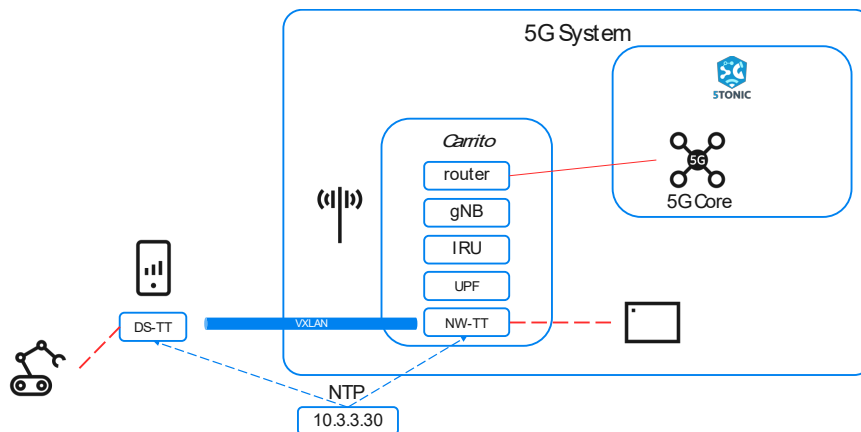 5G System
5TONIC
Carrito
router
5G
gNB
5G Core
IRU
UPF
DS-TT
VXLAN
NW-TT
NTP
10.3.3.30